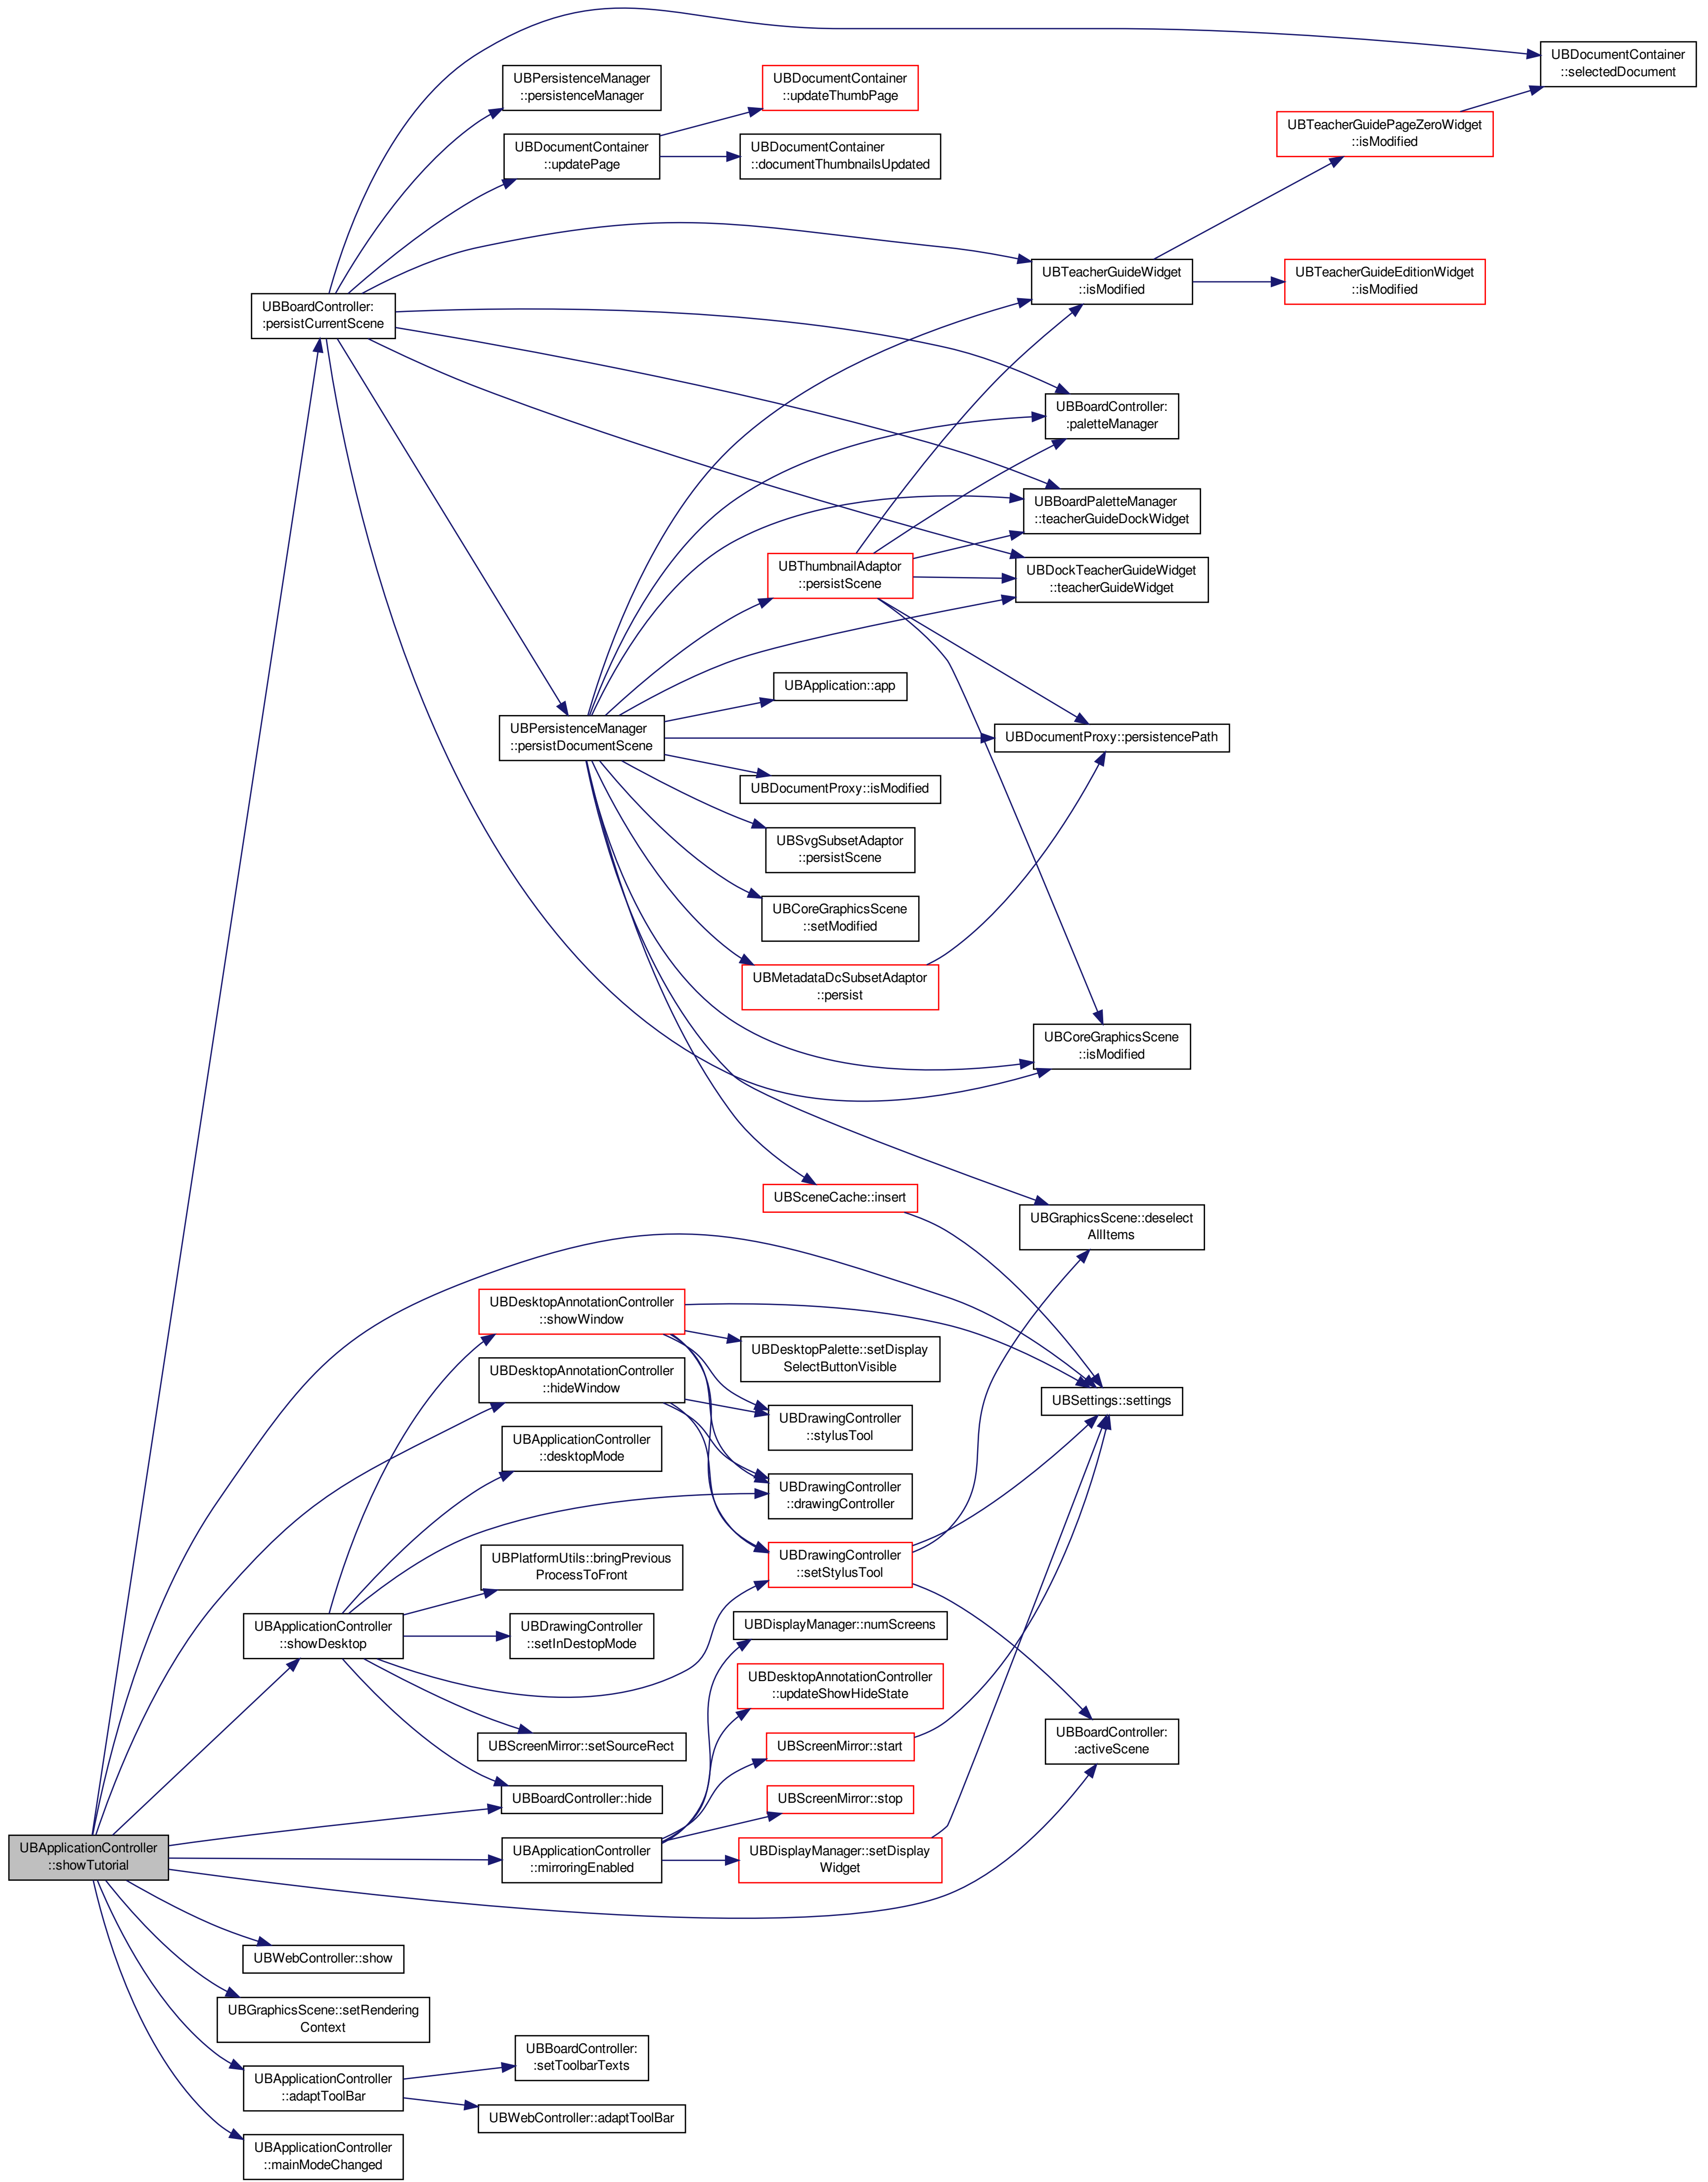 UBDocumentContainer
::selectedDocument
UBPersistenceManager
::persistenceManager
UBDocumentContainer
::updateThumbPage
UBTeacherGuidePageZeroWidget
::isModified
UBDocumentContainer
::updatePage
UBDocumentContainer
::documentThumbnailsUpdated
UBTeacherGuideWidget
::isModified
UBTeacherGuideEditionWidget
::isModified
UBBoardController:
:persistCurrentScene
UBBoardController:
:paletteManager
UBBoardPaletteManager
::teacherGuideDockWidget
UBThumbnailAdaptor
::persistScene
UBDockTeacherGuideWidget
::teacherGuideWidget
UBApplication::app
UBPersistenceManager
::persistDocumentScene
UBDocumentProxy::persistencePath
UBDocumentProxy::isModified
UBSvgSubsetAdaptor
::persistScene
UBCoreGraphicsScene
::setModified
UBMetadataDcSubsetAdaptor
::persist
UBCoreGraphicsScene
::isModified
UBSceneCache::insert
UBGraphicsScene::deselect
AllItems
UBDesktopAnnotationController
::showWindow
UBDesktopPalette::setDisplay
SelectButtonVisible
UBDesktopAnnotationController
::hideWindow
UBSettings::settings
UBDrawingController
::stylusTool
UBApplicationController
::desktopMode
UBDrawingController
::drawingController
UBPlatformUtils::bringPrevious
ProcessToFront
UBDrawingController
::setStylusTool
UBApplicationController
::showDesktop
UBDrawingController
::setInDestopMode
UBDisplayManager::numScreens
UBDesktopAnnotationController
::updateShowHideState
UBScreenMirror::setSourceRect
UBScreenMirror::start
UBBoardController:
:activeScene
UBBoardController::hide
UBScreenMirror::stop
UBApplicationController
::showTutorial
UBApplicationController
::mirroringEnabled
UBDisplayManager::setDisplay
Widget
UBWebController::show
UBGraphicsScene::setRendering
Context
UBApplicationController
::adaptToolBar
UBBoardController:
:setToolbarTexts
UBWebController::adaptToolBar
UBApplicationController
::mainModeChanged